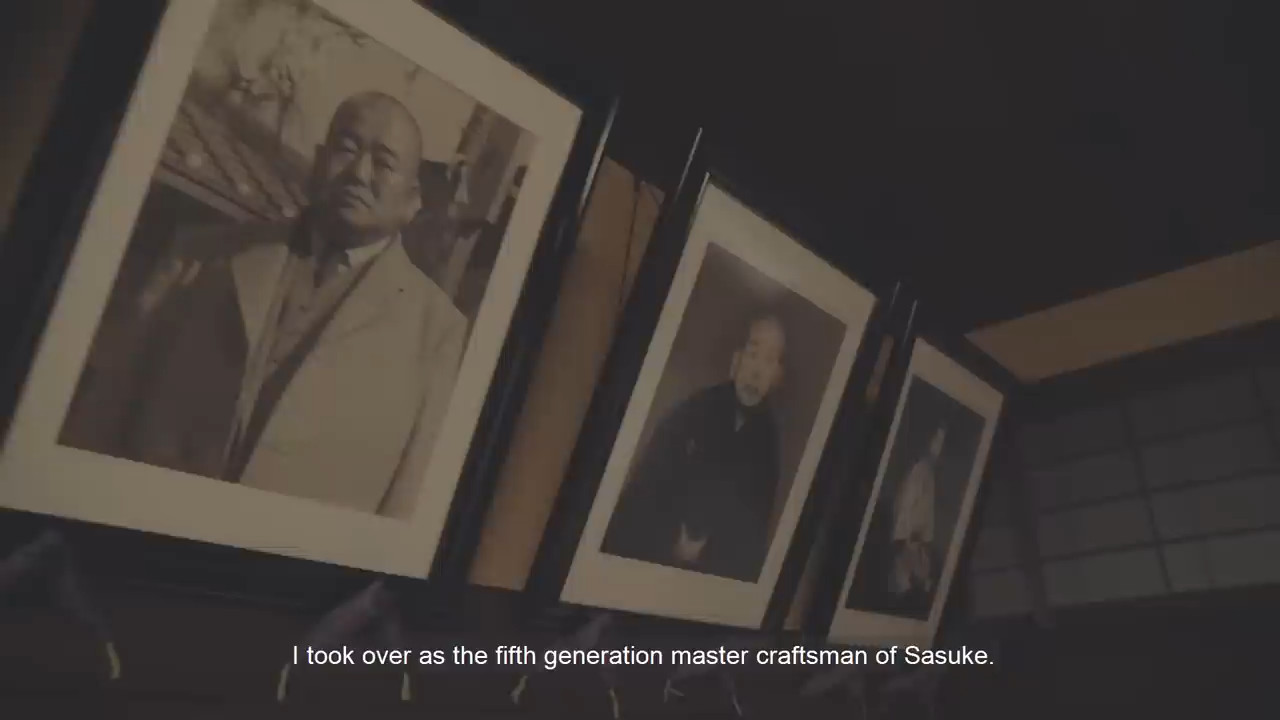 I took over as the fifth generation master craftsman of Sasuke.